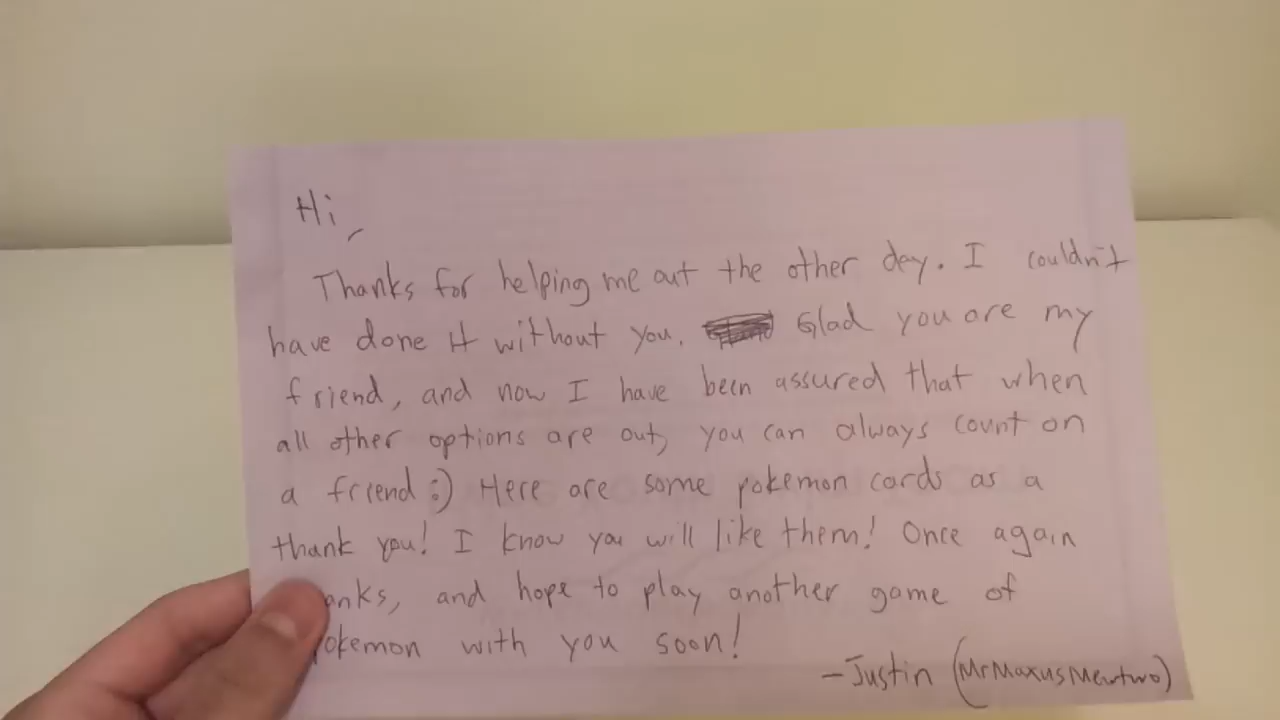 Hi,
Thanks for helping me out the other day. I couldn't
have done it without you. Glad you are my
friend, and now I have been assured that when
all other options are out, you can always count on
a friend :) Here are some pokemon cards as a
thank you! I know you will like them! Once again
anks, and hope to play another game of
pokemon with you soon!
-Justin (MrMaxusMewtwo)